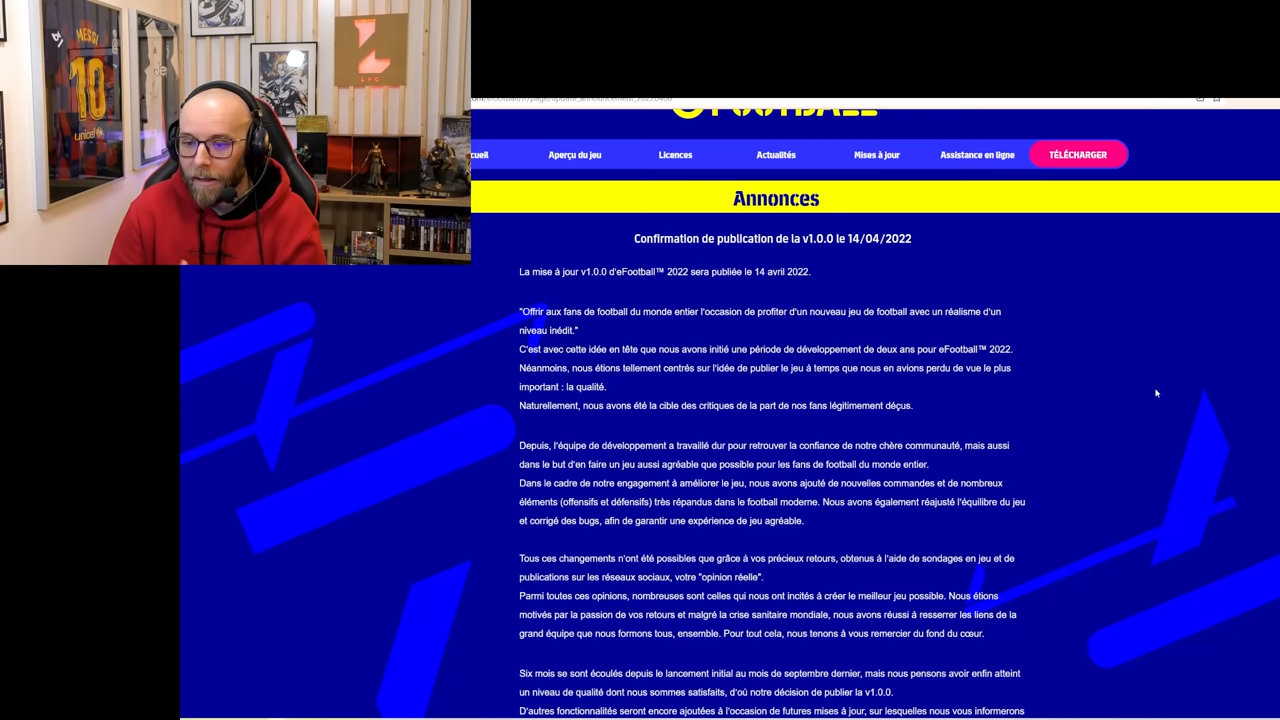 MESSI
10
unicef
L F C
FOOTBALL
cueil
Aperçu du jeu
Licences
Actualités
Mises à jour
Assistance en ligne
TÉLÉCHARGER
Annonces
Confirmation de publication de la v1.0.0 le 14/04/2022
La mise à jour v1.0.0 d'eFootball™ 2022 sera publiée le 14 avril 2022.
"Offrir aux fans de football du monde entier l'occasion de profiter d'un nouveau jeu de football avec un réalisme d'un
niveau inédit."
C'est avec cette idée en tête que nous avons initié une période de développement de deux ans pour eFootball™ 2022.
Néanmoins, nous étions tellement centrés sur l'idée de publier le jeu à temps que nous en avions perdu de vue le plus
important : la qualité.
Naturellement, nous avons été la cible des critiques de la part de nos fans légitimement déçus.
Depuis, l'équipe de développement a travaillé dur pour retrouver la confiance de notre chère communauté, mais aussi
dans le but d'en faire un jeu aussi agréable que possible pour les fans de football du monde entier.
Dans le cadre de notre engagement à améliorer le jeu, nous avons ajouté de nouvelles commandes et de nombreux
éléments (offensifs et défensifs) très répandus dans le football moderne. Nous avons également réajusté l'équilibre du jeu
et corrigé des bugs, afin de garantir une expérience de jeu agréable.
Tous ces changements n'ont été possibles que grâce à vos précieux retours, obtenus à l'aide de sondages en jeu et de
publications sur les réseaux sociaux, votre "opinion réelle".
Parmi toutes ces opinions, nombreuses sont celles qui nous ont incités à créer le meilleur jeu possible. Nous étions
motivés par la passion de vos retours et malgré la crise sanitaire mondiale, nous avons réussi à resserrer les liens de la
grande équipe que nous formons tous, ensemble. Pour tout cela, nous tenons à vous remercier du fond du cœur.
Six mois se sont écoulés depuis le lancement initial au mois de septembre dernier, mais nous pensons avoir enfin atteint
un niveau de qualité dont nous sommes satisfaits, d'où notre décision de publier la v1.0.0.
D'autres fonctionnalités seront encore ajoutées à l'occasion de futures mises à jour, sur lesquelles nous vous informerons